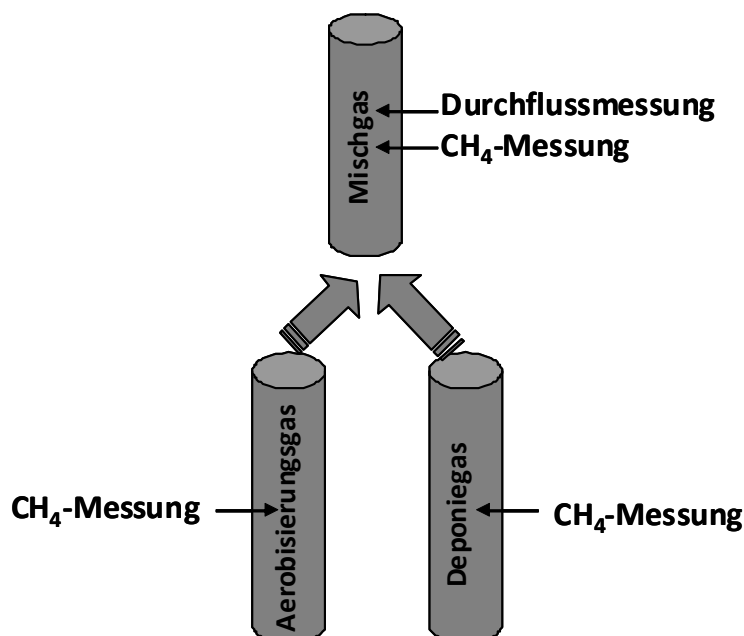 Mischgas
Durchflussmessung
CH₄-Messung
Aerobisierungsgas
CH₄-Messung
Deponiegas
CH₄-Messung